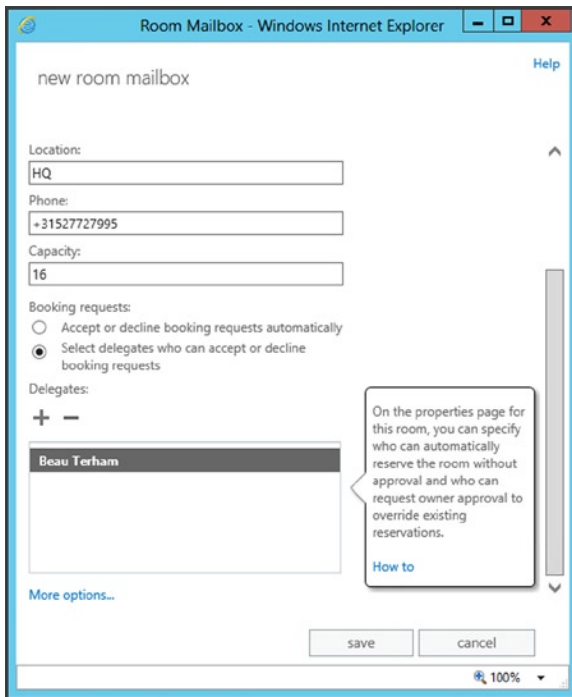 Room Mailbox - Windows Internet Explorer
Help
new room mailbox
Location:
HQ
Phone:
+31527727995
Capacity:
16
Booking requests:
Accept or decline booking requests automatically
Select delegates who can accept or decline
booking requests
Delegates:
Beau Terham
On the properties page for
this room, you can specify
who can automatically
reserve the room without
approval and who can
request owner approval to
override existing
reservations.
How to
More options...
save
cancel
100%